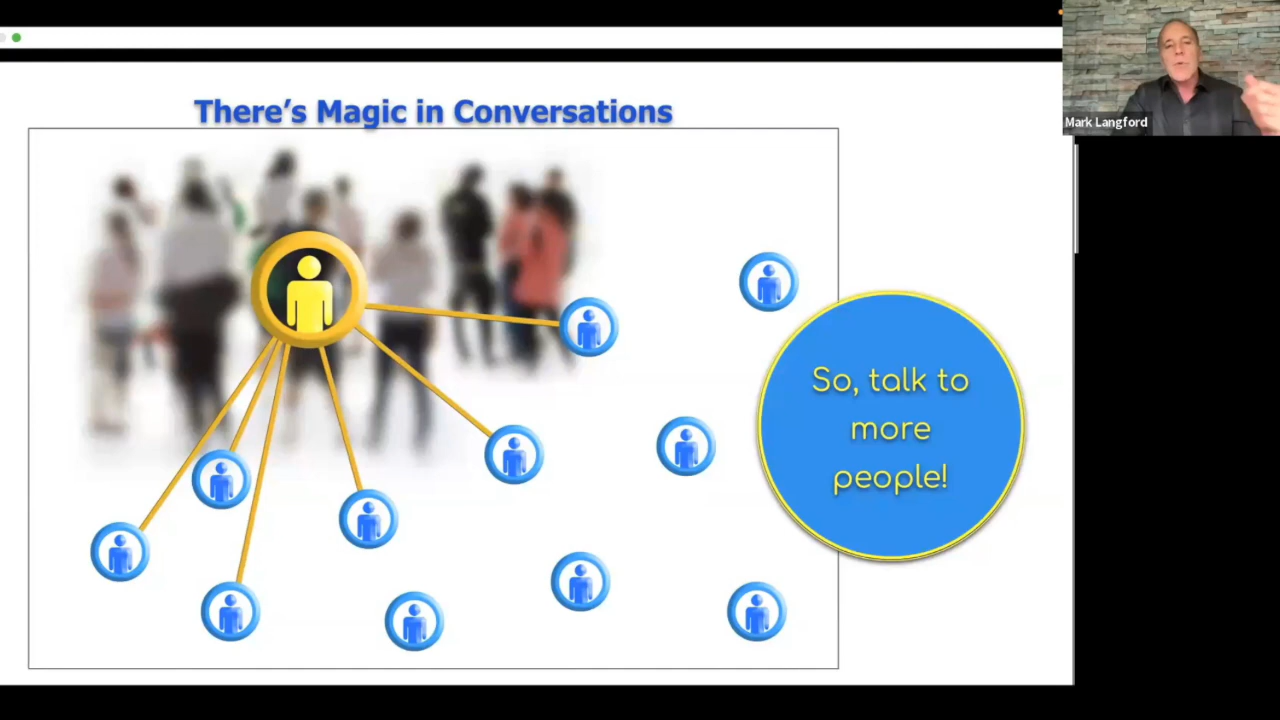 There's Magic in Conversations
Mark Langford
So, talk to
more
people!